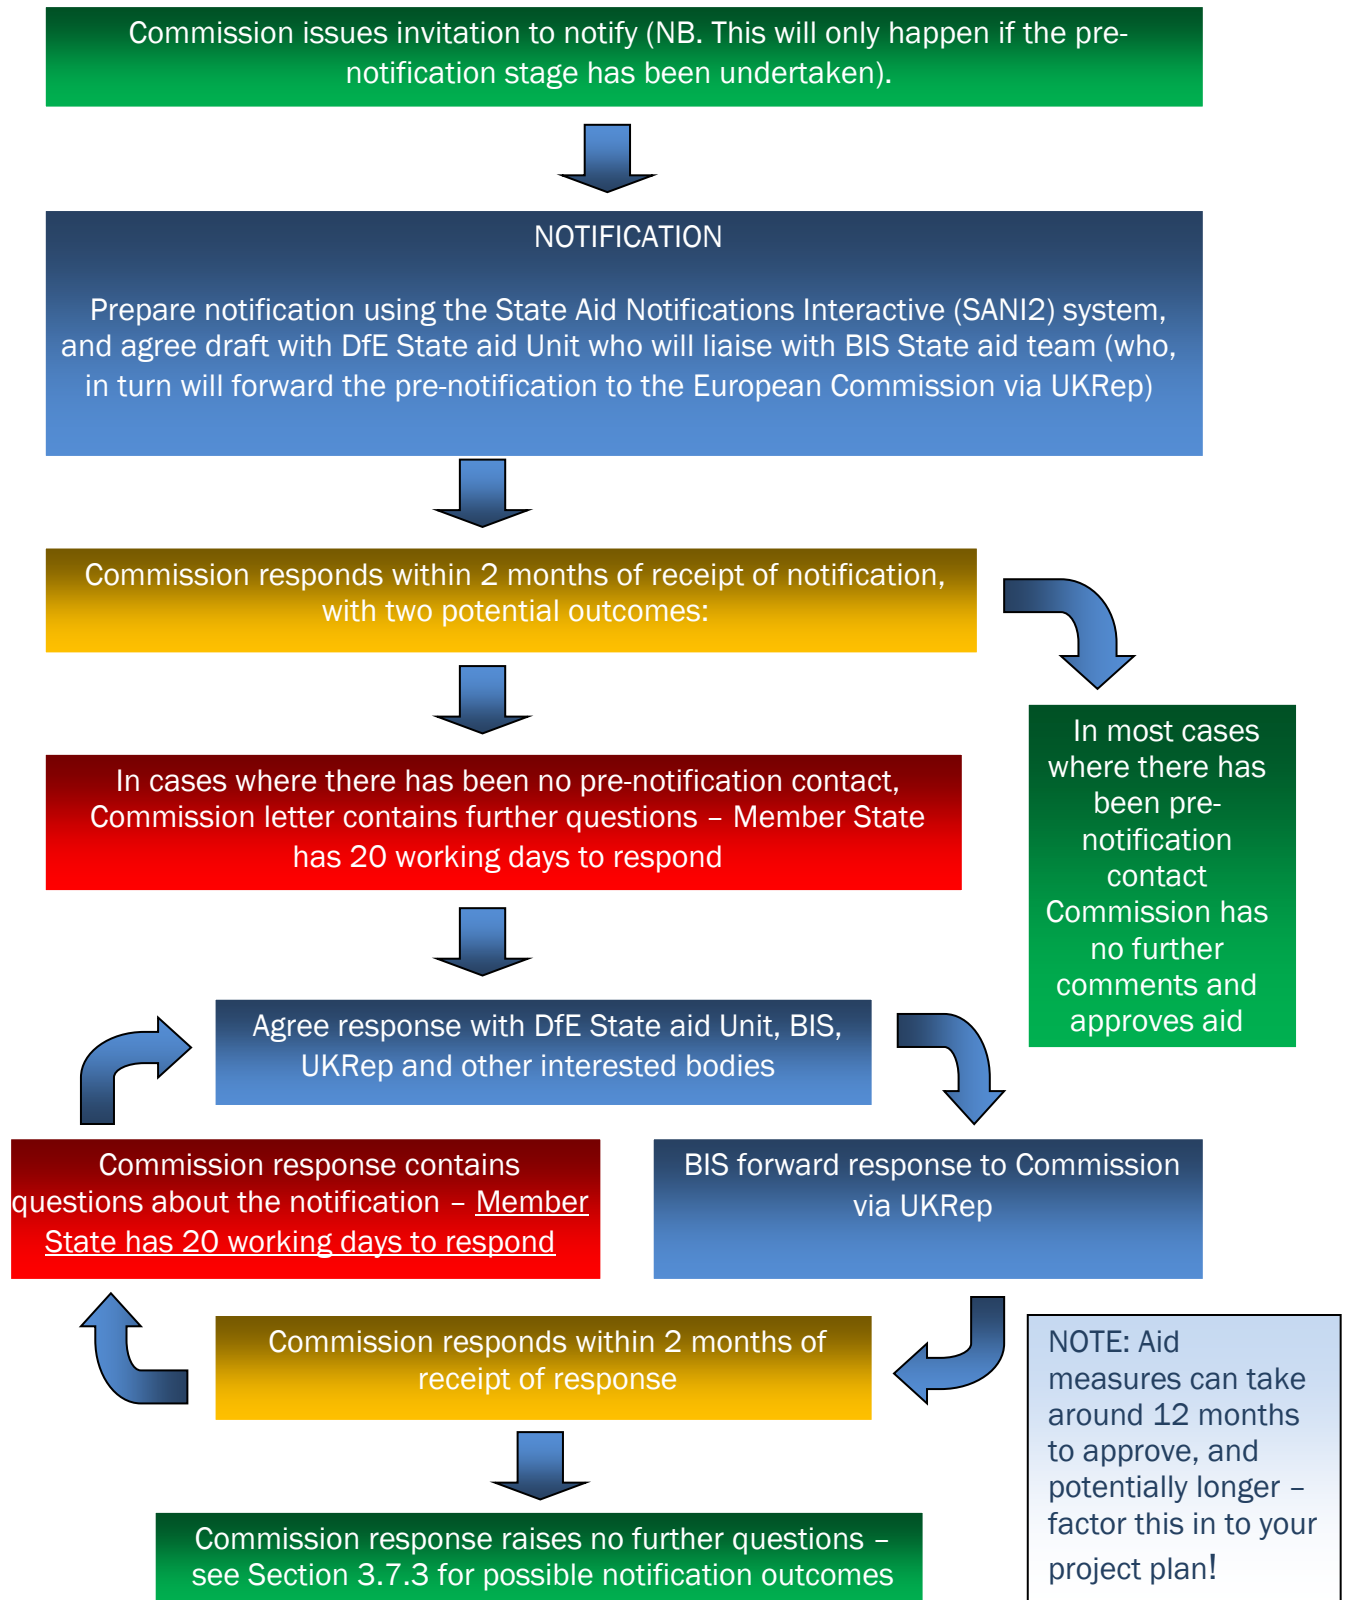 Commission issues invitation to notify (NB. This will only happen if the pre-
notification stage has been undertaken).
NOTIFICATION
Prepare notification using the State Aid Notifications Interactive (SANI2) system,
and agree draft with DfE State aid Unit who will liaise with BIS State aid team (who,
in turn will forward the pre-notification to the European Commission via UKRep)
Commission responds within 2 months of receipt of notification,
with two potential outcomes:
In most cases
where there has
been pre-
notification
contact
Commission has
no further
comments and
approves aid
In cases where there has been no pre-notification contact,
Commission letter contains further questions – Member State
has 20 working days to respond
Agree response with DfE State aid Unit, BIS,
UKRep and other interested bodies
BIS forward response to Commission
via UKRep
Commission response contains
questions about the notification – Member
State has 20 working days to respond
Commission responds within 2 months of
receipt of response
Commission response raises no further questions –
see Section 3.7.3 for possible notification outcomes
NOTE: Aid
measures can take
around 12 months
to approve, and
potentially longer –
factor this in to your
project plan!